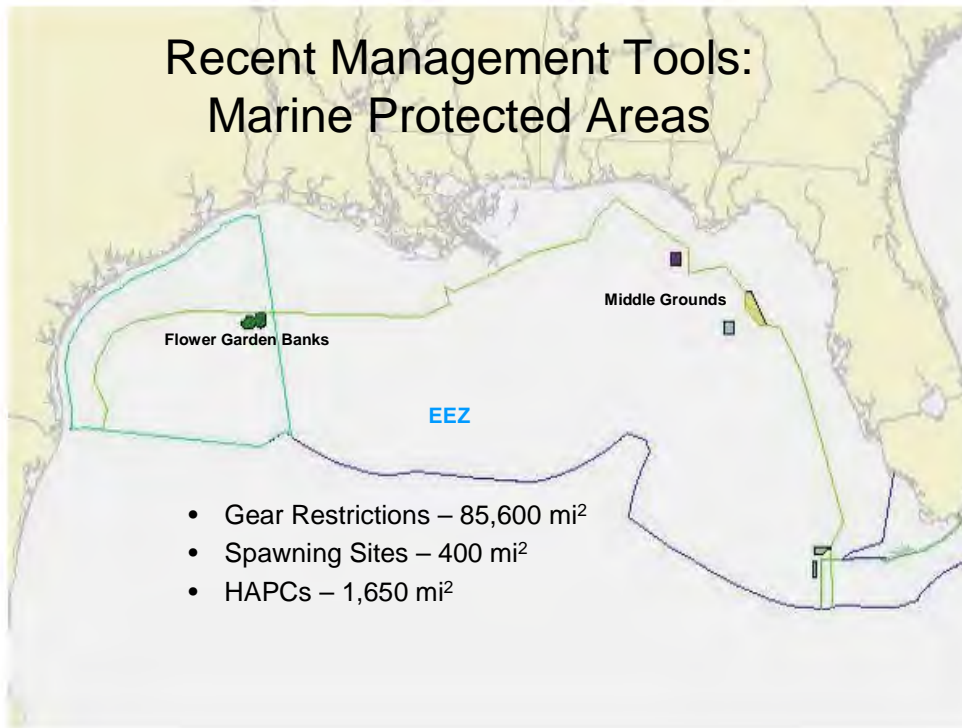 Recent Management Tools:
Marine Protected Areas
Middle Grounds
Flower Garden Banks
EEZ
• Gear Restrictions – 85,600 mi²
• Spawning Sites – 400 mi²
• HAPCs – 1,650 mi²